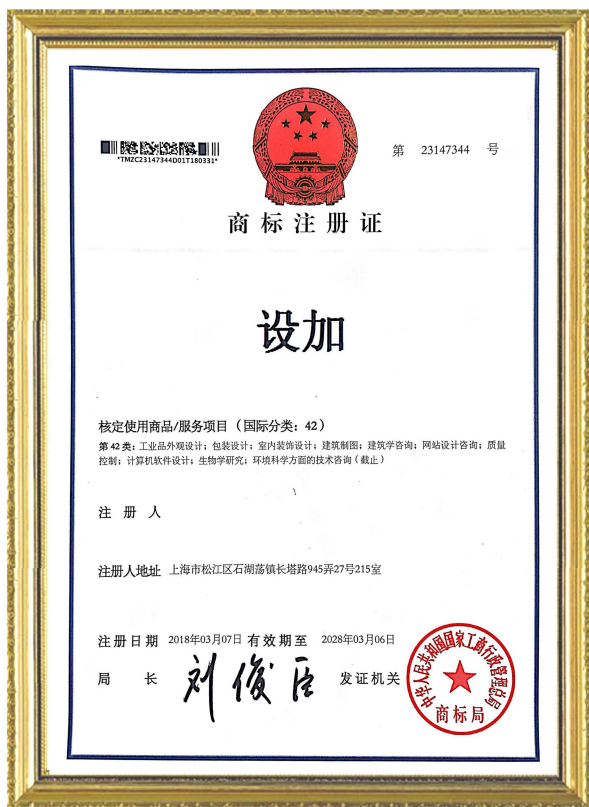 *TMZC23147344D01T180331*
第 23147344 号
商标注册证
设加
核定使用商品/服务项目（国际分类：42）
第42类：工业品外观设计；包装设计；室内装饰设计；建筑制图；建筑学咨询；网站设计咨询；质量
控制；计算机软件设计；生物学研究；环境科学方面的技术咨询（截止）
注册人
注册人地址 上海市松江区石湖荡镇长塔路945弄27号215室
注册日期 2018年03月07日 有效期至 2028年03月06日
局长 刘俊臣 发证机关
中华人民共和国国家工商行政管理总局
商标局